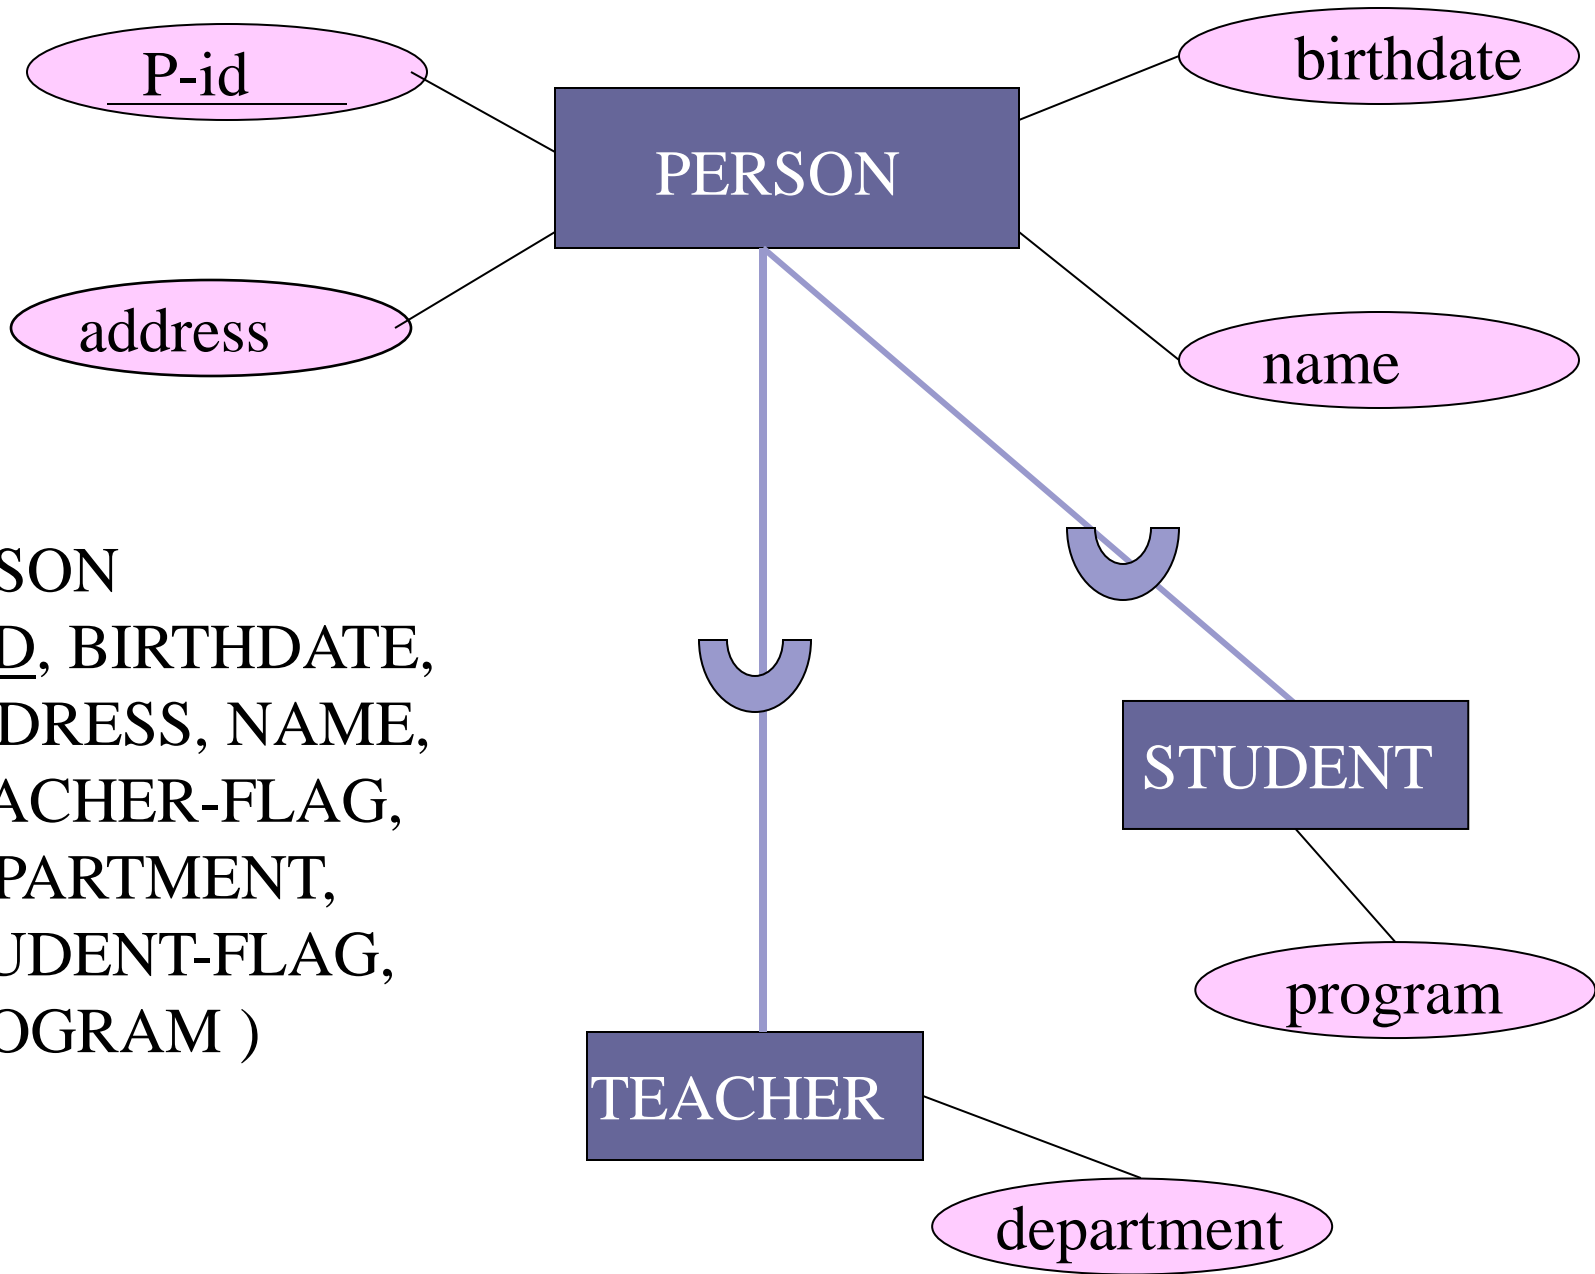 P-id
birthdate
PERSON
address
name
SON
D, BIRTHDATE,
DRESS, NAME,
ACHER-FLAG,
PARTMENT,
UDENT-FLAG,
OGRAM )
STUDENT
program
TEACHER
department